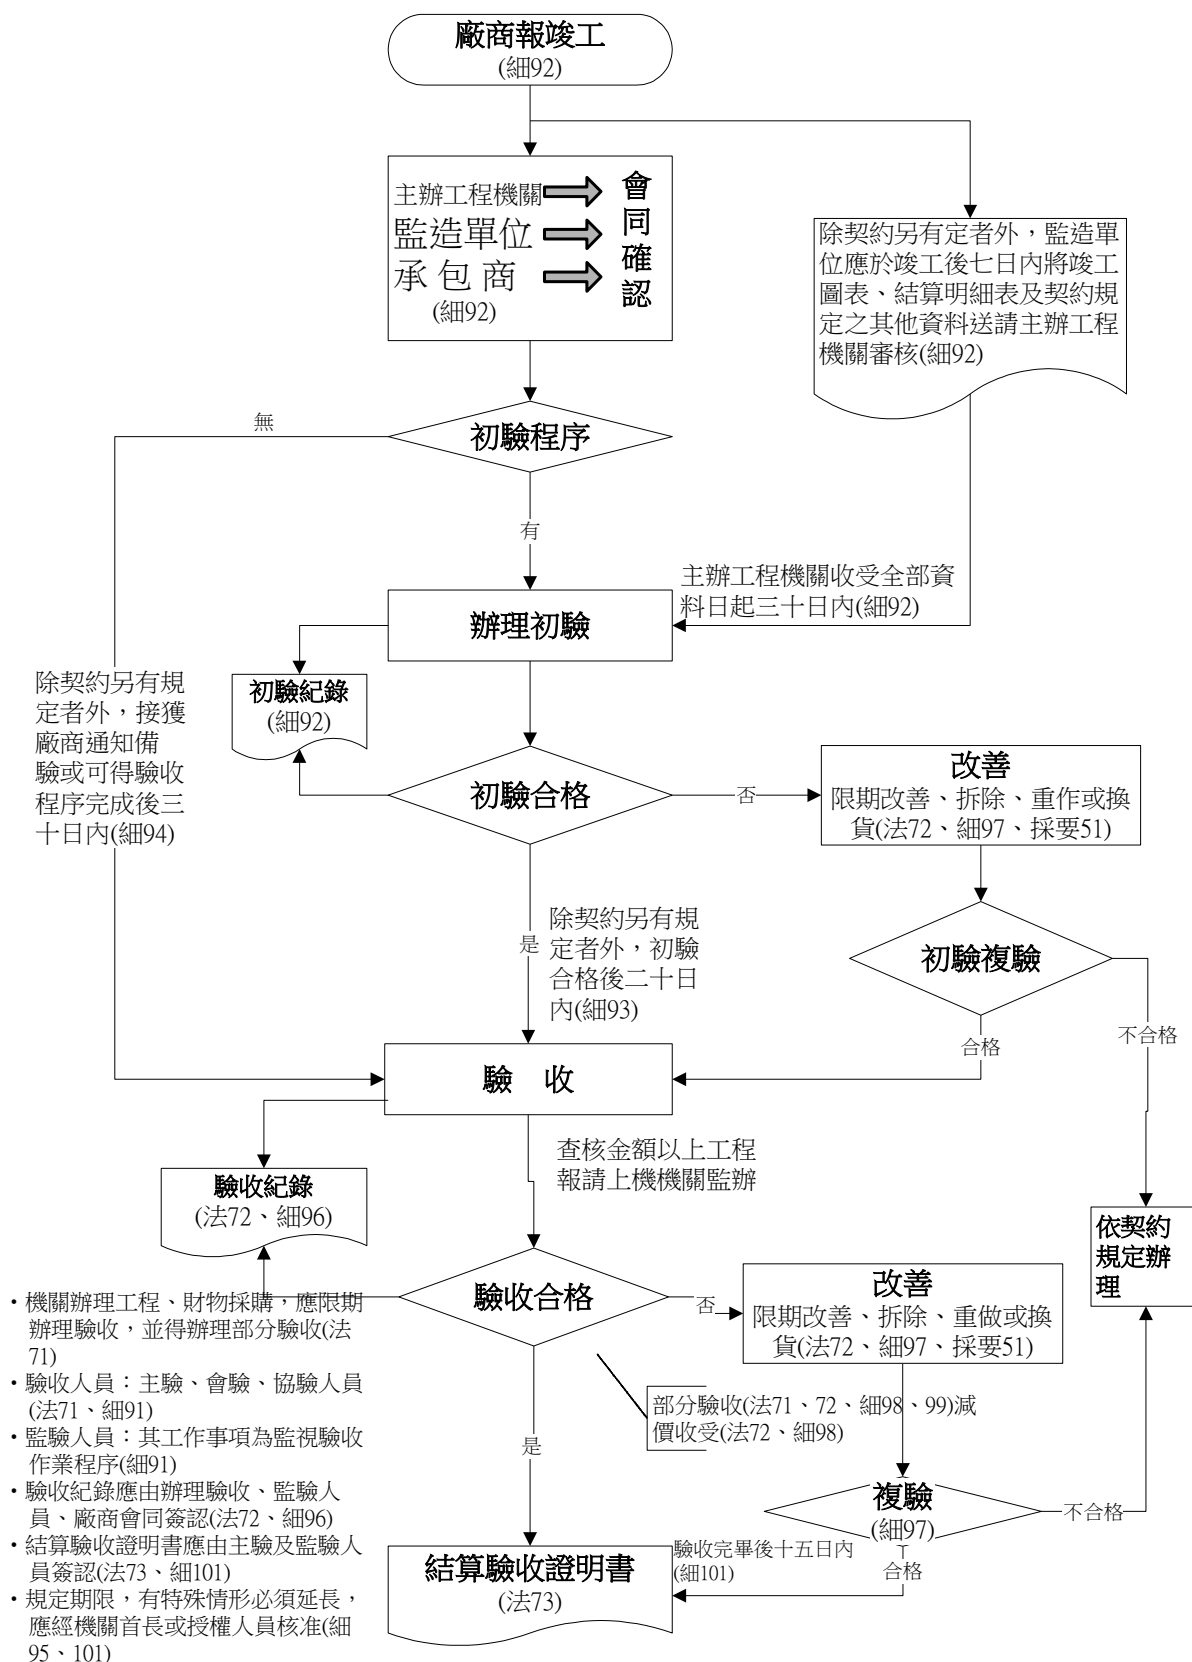 廠商報竣工
(細92)
主辦工程機關
監造單位
承包商
(細92)
會
同
確
認
除契約另有定者外，監造單
位應於竣工後七日內將竣工
圖表、結算明細表及契約規
定之其他資料送請主辦工程
機關審核(細92)
初驗程序
無
有
主辦工程機關收受全部資
料日起三十日內(細92)
辦理初驗
初驗紀錄
(細92)
除契約另有規
定者外，接獲
廠商通知備
驗或可得驗收
程序完成後三
十日內(細94)
初驗合格
否
改善
限期改善、拆除、重作或換
貨(法72、細97、採要51)
是
除契約另有規
定者外，初驗
合格後二十日
內(細93)
初驗複驗
合格
不合格
驗 收
查核金額以上工程
報請上機機關監辦
驗收紀錄
(法72、細96)
依契約
規定辦
理
驗收合格
否
改善
限期改善、拆除、重做或換
貨(法72、細97、採要51)
部分驗收(法71、72、細98、99)減
價收受(法72、細98)
是
複驗
(細97)
不合格
合格
驗收完畢後十五日內
(細101)
結算驗收證明書
(法73)
・機關辦理工程、財物採購，應限期
辦理驗收，並得辦理部分驗收(法
71)
・驗收人員：主驗、會驗、協驗人員
(法71、細91)
・監驗人員：其工作事項為監視驗收
作業程序(細91)
・驗收紀錄應由辦理驗收、監驗人
員、廠商會同簽認(法72、細96)
・結算驗收證明書應由主驗及監驗人
員簽認(法73、細101)
・規定期限，有特殊情形必須延長，
應經機關首長或授權人員核准(細
95、101)